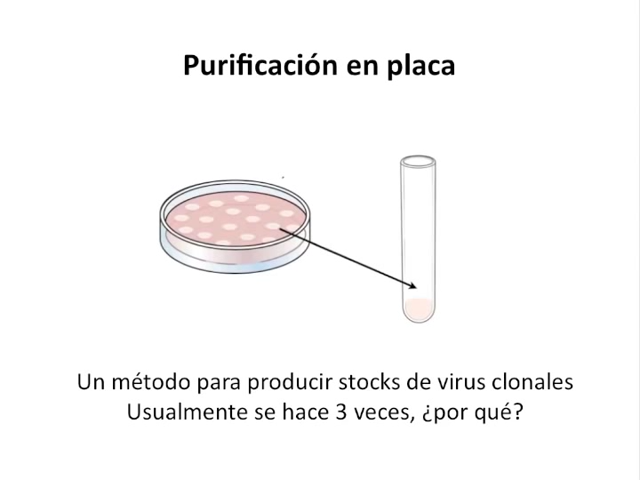 Purificación en placa
Un método para producir stocks de virus clonales
Usualmente se hace 3 veces, ¿por qué?